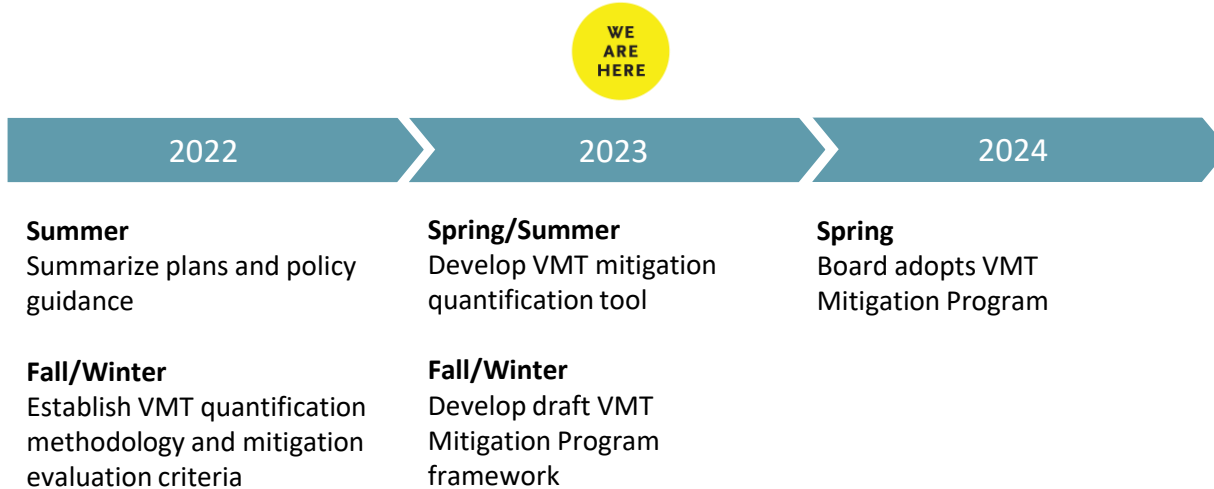 WE
ARE
HERE
2022
2023
2024
Summer
Summarize plans and policy
guidance
Fall/Winter
Establish VMT quantification
methodology and mitigation
evaluation criteria
Spring/Summer
Develop VMT mitigation
quantification tool
Fall/Winter
Develop draft VMT
Mitigation Program
framework
Spring
Board adopts VMT
Mitigation Program